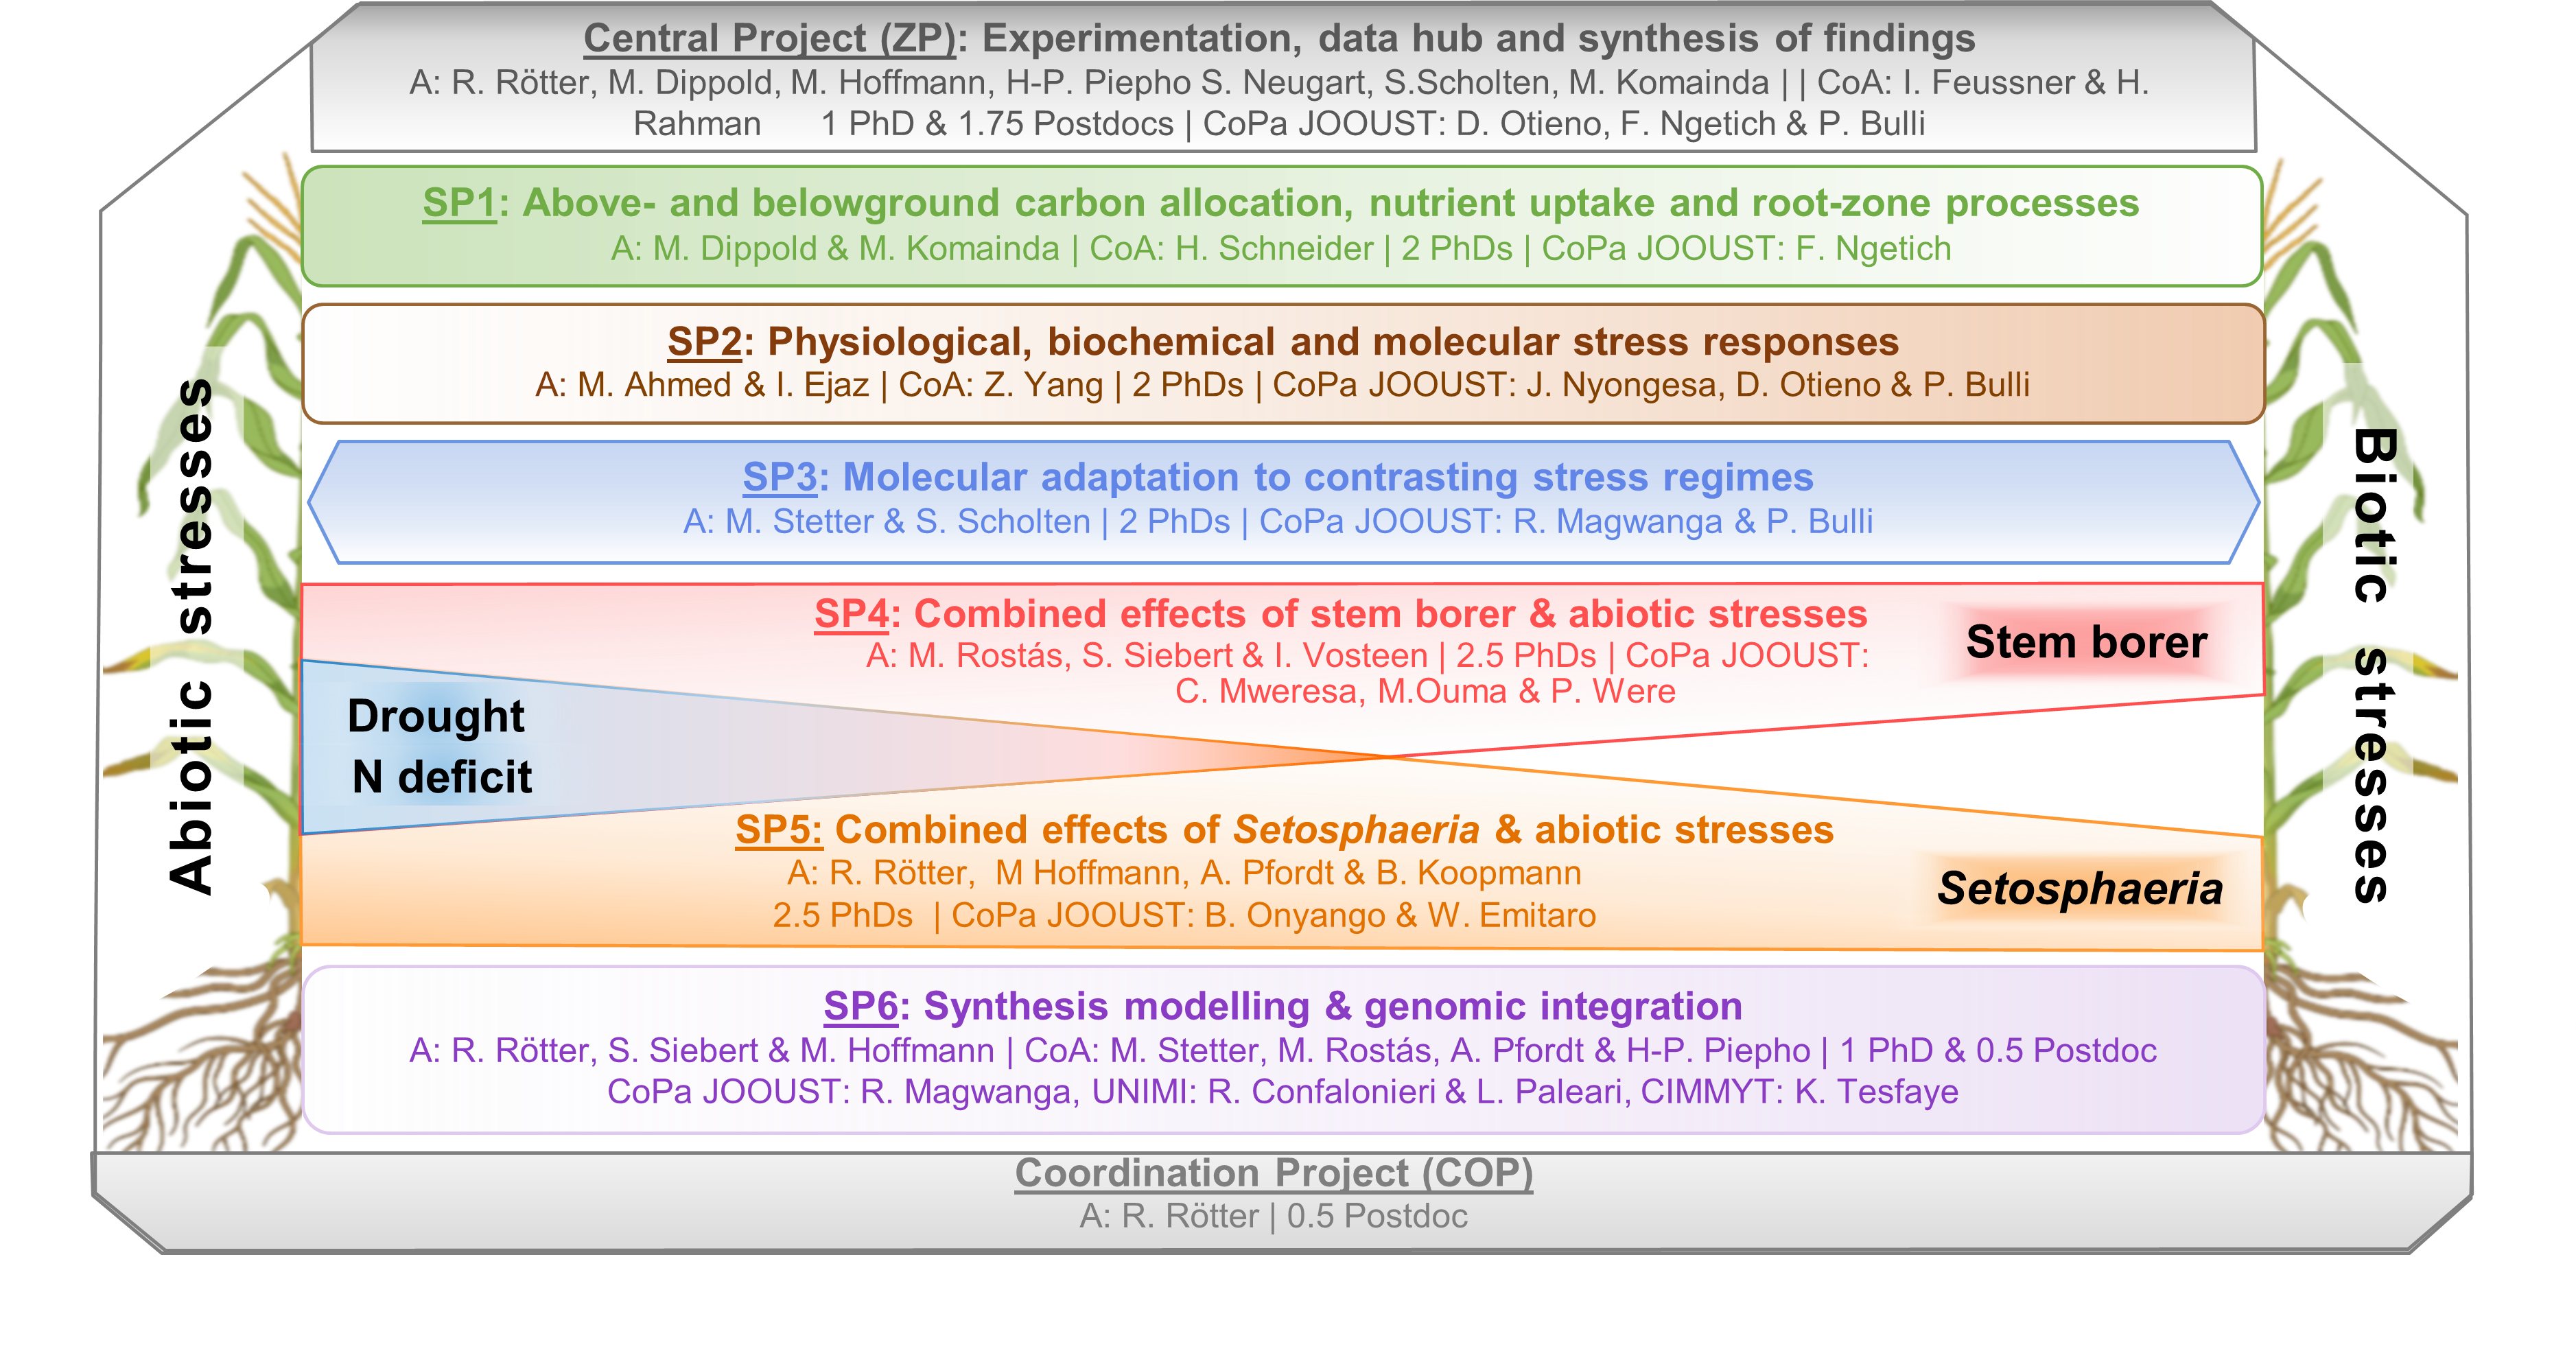 Central Project (ZP): Experimentation, data hub and synthesis of findings
A: R. Rötter, M. Dippold, M. Hoffmann, H-P. Piepho S. Neugart, S.Scholten, M. Komainda | | CoA: I. Feussner & H.
Rahman 1 PhD & 1.75 Postdocs | CoPa JOOUST: D. Otieno, F. Ngetich & P. Bulli
SP1: Above- and belowground carbon allocation, nutrient uptake and root-zone processes
A: M. Dippold & M. Komainda | CoA: H. Schneider | 2 PhDs | CoPa JOOUST: F. Ngetich
SP2: Physiological, biochemical and molecular stress responses
A: M. Ahmed & I. Ejaz | CoA: Z. Yang | 2 PhDs | CoPa JOOUST: J. Nyongesa, D. Otieno & P. Bulli
SP3: Molecular adaptation to contrasting stress regimes
A: M. Stetter & S. Scholten | 2 PhDs | CoPa JOOUST: R. Magwanga & P. Bulli
Abiotic stresses
Biotic stresses
SP4: Combined effects of stem borer & abiotic stresses
A: M. Rostás, S. Siebert & I. Vosteen | 2.5 PhDs | CoPa JOOUST:
C. Mweresa, M.Ouma & P. Were
Stem borer
Drought
N deficit
SP5: Combined effects of Setosphaeria & abiotic stresses
A: R. Rötter, M Hoffmann, A. Pfordt & B. Koopmann
2.5 PhDs | CoPa JOOUST: B. Onyango & W. Emitaro
Setosphaeria
SP6: Synthesis modelling & genomic integration
A: R. Rötter, S. Siebert & M. Hoffmann | CoA: M. Stetter, M. Rostás, A. Pfordt & H-P. Piepho | 1 PhD & 0.5 Postdoc
CoPa JOOUST: R. Magwanga, UNIMI: R. Confalonieri & L. Paleari, CIMMYT: K. Tesfaye
Coordination Project (COP)
A: R. Rötter | 0.5 Postdoc